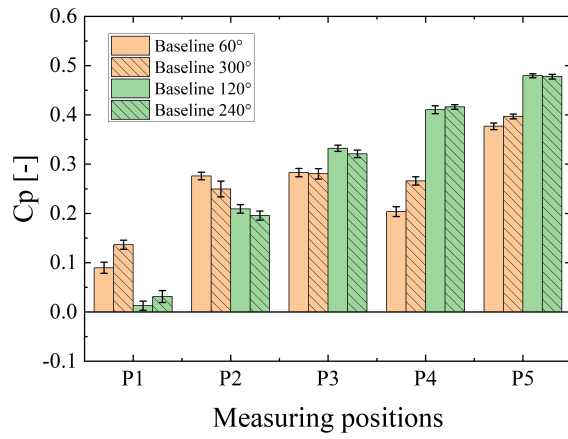 0.6
0.5
0.4
0.3
0.2
0.1
0.0
-0.1
Cp [-]
Baseline 60°
Baseline 300°
Baseline 120°
Baseline 240°
P1 P2 P3 P4 P5
Measuring positions